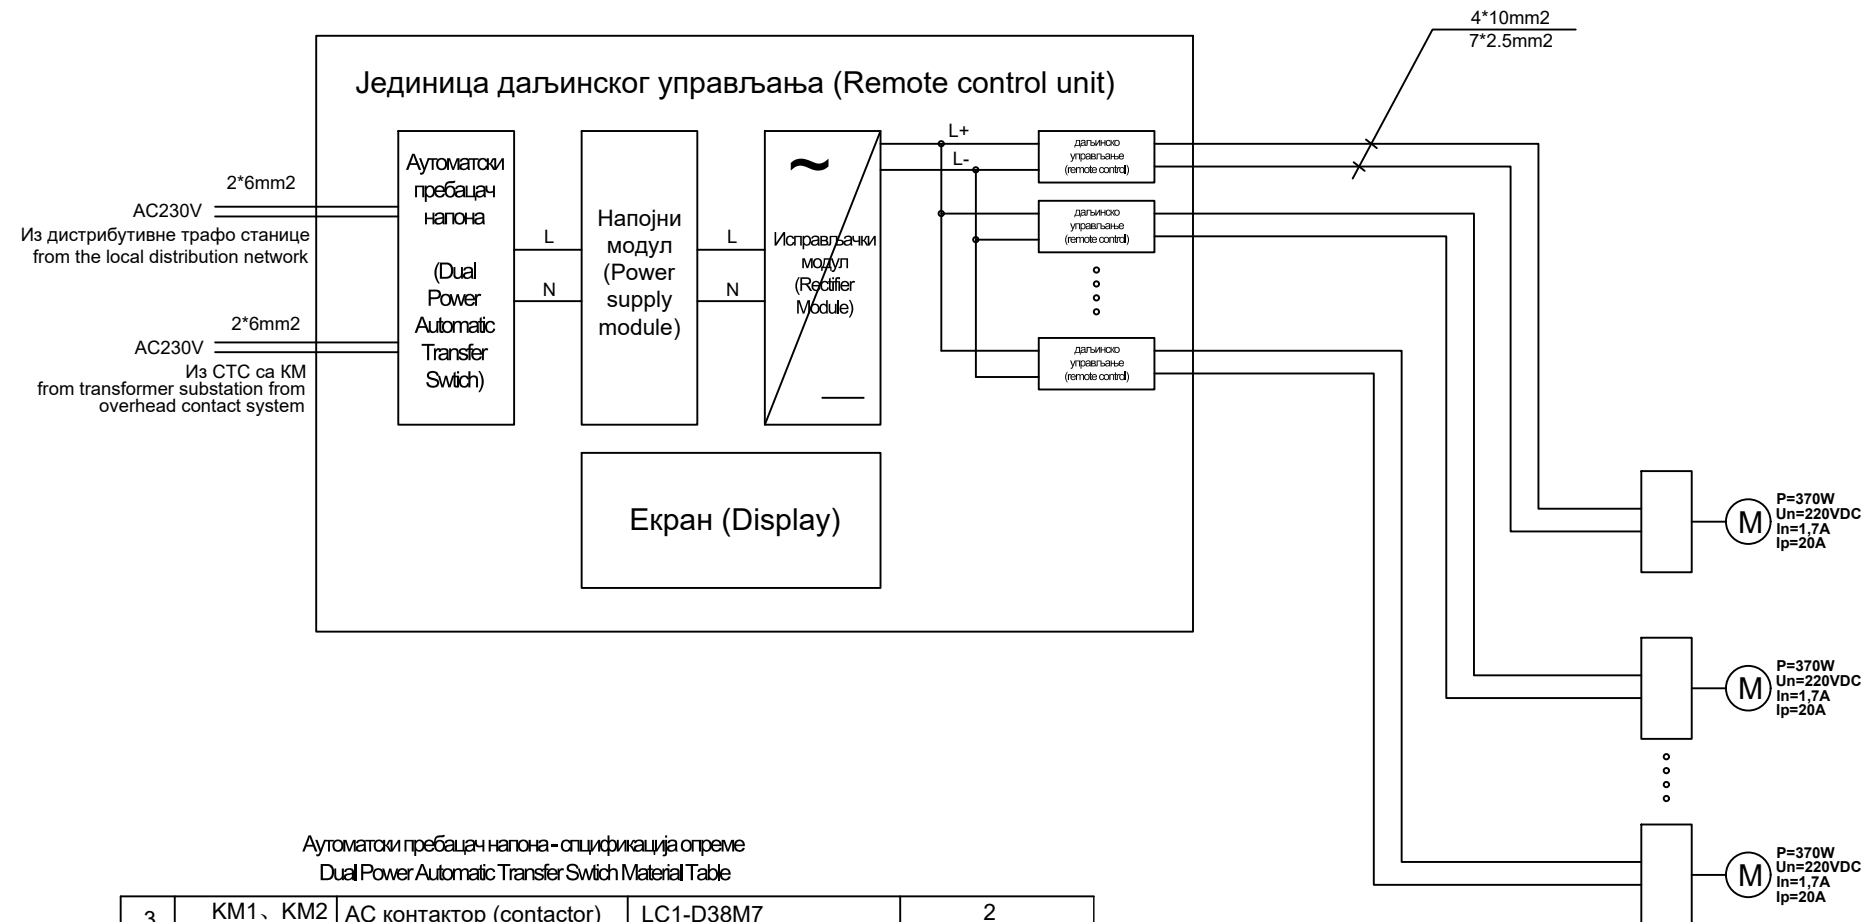 4*10mm2
7*2.5mm2
Јединица даљинског управљања (Remote control unit)
2*6mm2
AC230V
Из дистрибутивне трафо станице
from the local distribution network
2*6mm2
AC230V
Из СТС са КМ
from transformer substation from
overhead contact system
Аутоматски
пребацач
напона
(Dual
Power
Automatic
Transfer
Swtich)
L
N
Напојни
модул
(Power
supply
module)
L
N
~
Исправљачки
модул
(Rectifier
Module)
L+
L-
даљинско
управљање
(remote control)
даљинско
управљање
(remote control)
даљинско
управљање
(remote control)
Екран (Display)
M
P=370W
Un=220VDC
In=1,7A
Ip=20A
M
P=370W
Un=220VDC
In=1,7A
Ip=20A
M
P=370W
Un=220VDC
In=1,7A
Ip=20A
Аутоматски пребацач напона - спцификација опреме
Dual Power Automatic Transfer Swtich Material Table
3 KM1、KM2 AC контактор (contactor) LC1-D38M7 2